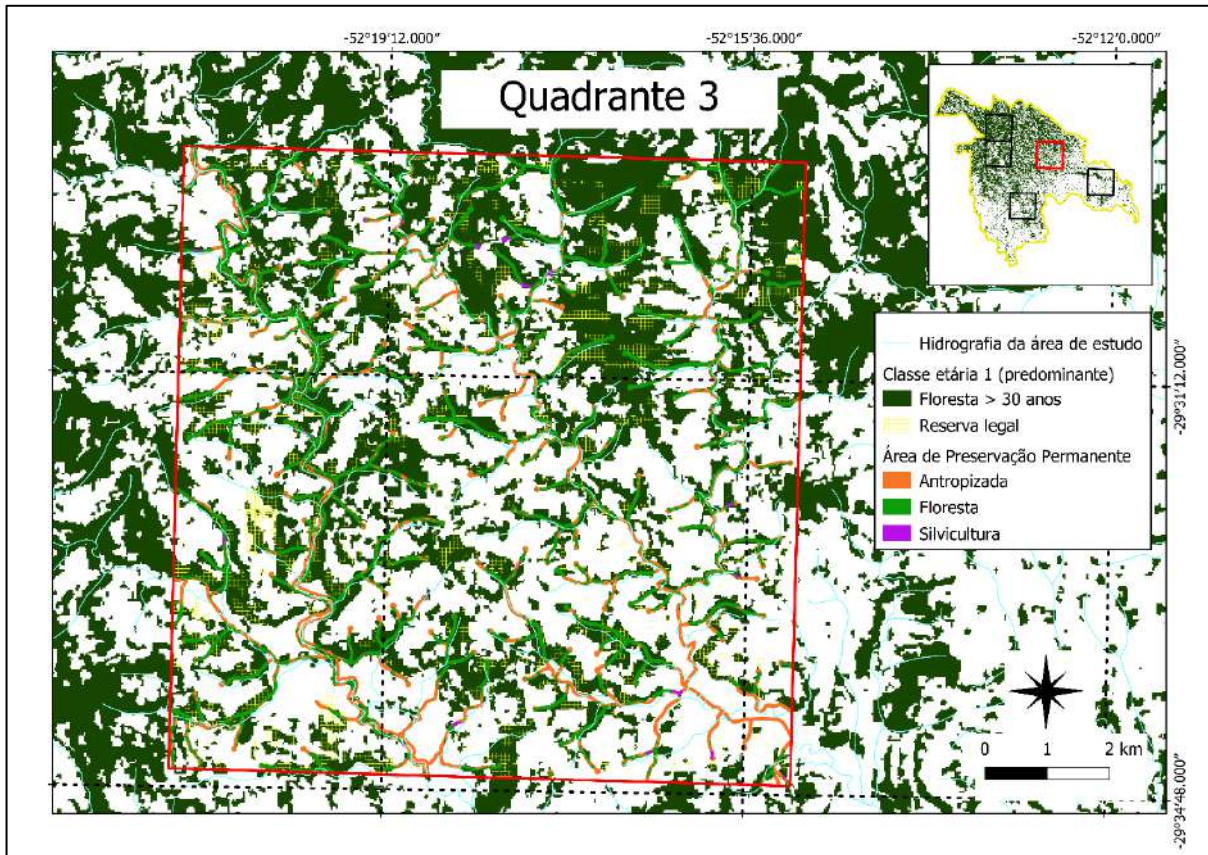 -52°19'12.000"
-52°15'36.000"
-52°12'0.000"
Quadrante 3
Hidrografia da área de estudo
Classe etária 1 (predominante)
Floresta > 30 anos
Reserva legal
Área de Preservação Permanente
Antropizada
Floresta
Silvicultura
-29°31'12.000"
0 1 2 km
-29°34'48.000"